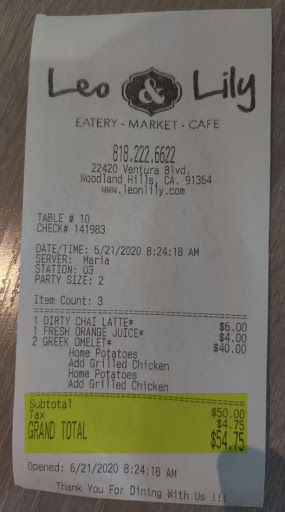 Leo & Lily
EATERY • MARKET • CAFE
818.222.6622
22420 Ventura Blvd.
Woodland Hills, CA. 91364
www.leonlily.com
TABLE # 10
CHECK# 141983
DATE/TIME: 6/21/2020 8:24:18 AM
SERVER: Maria
STATION: 03
PARTY SIZE: 2
Item Count: 3
1 DIRTY CHAI LATTE* $6.00
1 FRESH ORANGE JUICE* $4.00
2 GREEK OMELET* $40.00
Home Potatoes
Add Grilled Chicken
Home Potatoes
Add Grilled Chicken
Subtotal $50.00
Tax $4.75
GRAND TOTAL $54.75
Opened: 6/21/2020 8:24:18 AM
Thank You For Dining With Us !!!